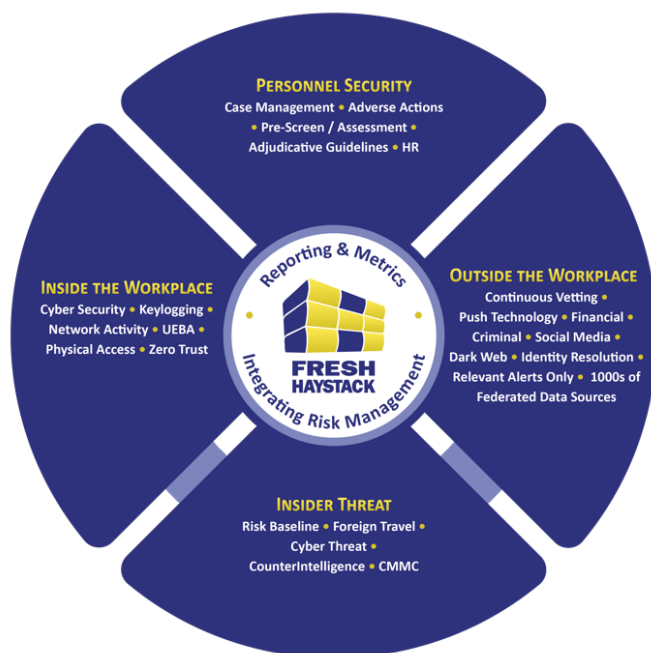 PERSONNEL SECURITY
Case Management • Adverse Actions
• Pre-Screen / Assessment •
Adjudicative Guidelines • HR
INSIDE THE WORKPLACE
Cyber Security • Keylogging •
Network Activity • UEBA •
Physical Access • Zero Trust
• Reporting & Metrics •
FRESH
HAYSTACK
Integrating Risk Management
OUTSIDE THE WORKPLACE
Continuous Vetting •
Push Technology • Financial •
Criminal • Social Media •
Dark Web • Identity Resolution •
Relevant Alerts Only • 1000s of
Federated Data Sources
INSIDER THREAT
Risk Baseline • Foreign Travel •
Cyber Threat •
CounterIntelligence • CMMC